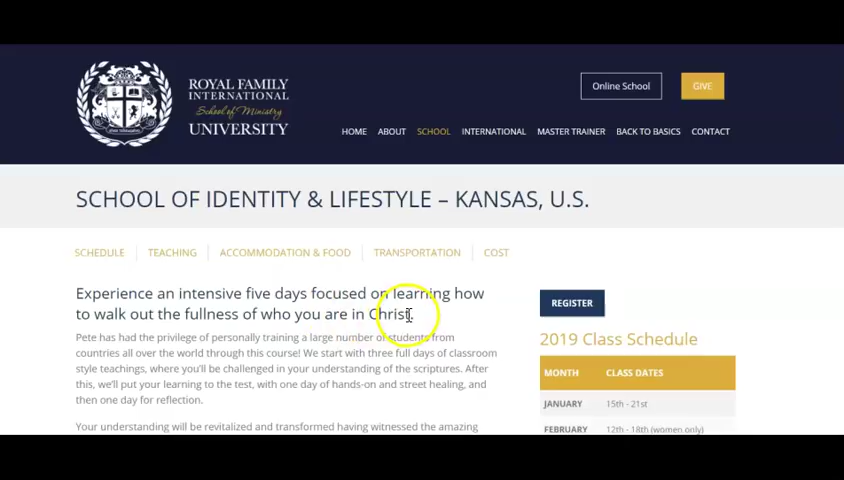 ROYAL FAMILY
INTERNATIONAL
School of Ministry
UNIVERSITY
Online School
GIVE
HOME ABOUT SCHOOL INTERNATIONAL MASTER TRAINER BACK TO BASICS CONTACT
SCHOOL OF IDENTITY & LIFESTYLE – KANSAS, U.S.
SCHEDULE TEACHING ACCOMMODATION & FOOD TRANSPORTATION COST
Experience an intensive five days focused on learning how
to walk out the fullness of who you are in Christ.
Pete has had the privilege of personally training a large number of students from
countries all over the world through this course! We start with three full days of classroom
style teachings, where you'll be challenged in your understanding of the scriptures. After
this, we'll put your learning to the test, with one day of hands-on and street healing, and
then one day for reflection.
Your understanding will be revitalized and transformed having witnessed the amazing
REGISTER
2019 Class Schedule
MONTH CLASS DATES
JANUARY 15th - 21st
FEBRUARY 12th - 18th (women only)